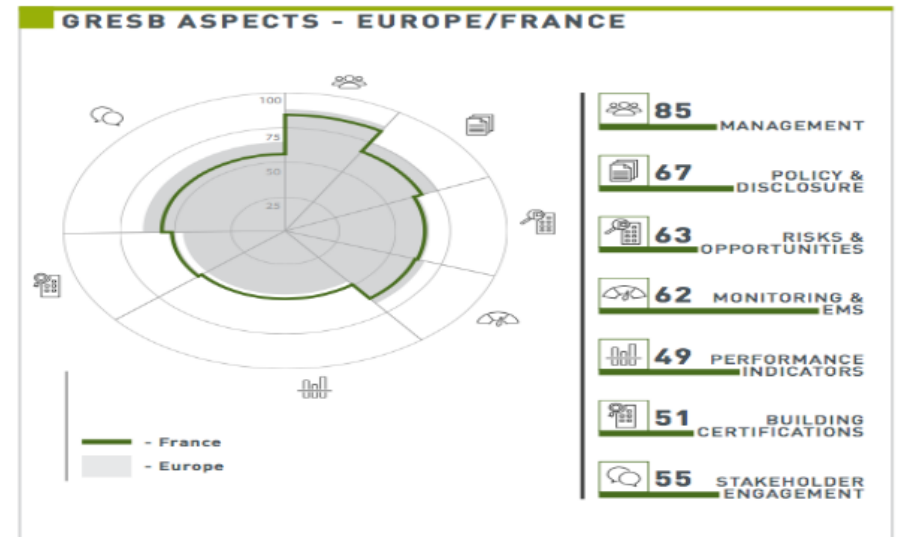 GRESB ASPECTS - EUROPE/FRANCE
100
75
50
25
- France
- Europe
85
MANAGEMENT
67
POLICY &
DISCLOSURE
63
RISKS &
OPPORTUNITIES
62
MONITORING &
EMS
49
PERFORMANCE
INDICATORS
51
BUILDING
CERTIFICATIONS
55
STAKEHOLDER
ENGAGEMENT